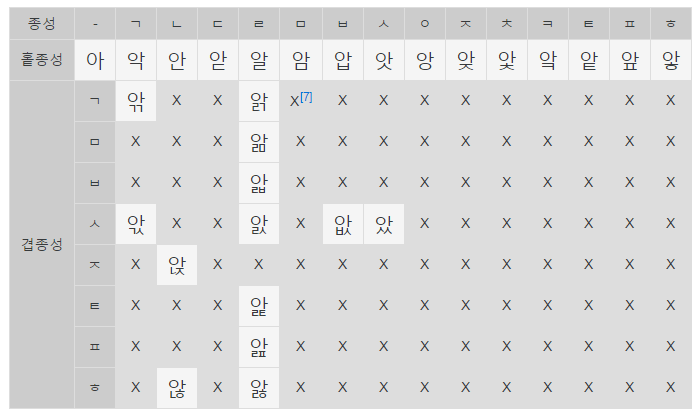 종성 - ㄱ ㄴ ㄷ ㄹ ㅁ ㅂ ㅅ ㅇ ㅈ ㅊ ㅋ ㅌ ㅍ ㅎ
홑종성 아 악 안 앋 알 암 압 앗 앙 앚 앛 앜 앝 앞 앟
겹종성
ㄱ 앆 X X 앍 X[7] X X X X X X X X X
ㅁ X X X 앎 X X X X X X X X X X
ㅂ X X X 앏 X X X X X X X X X X
ㅅ 앇 X X 앐 X 앖 았 X X X X X X X
ㅈ X 앉 X X X X X X X X X X X X
ㅌ X X X 앑 X X X X X X X X X X
ㅍ X X X 앒 X X X X X X X X X X
ㅎ X 않 X 앓 X X X X X X X X X X